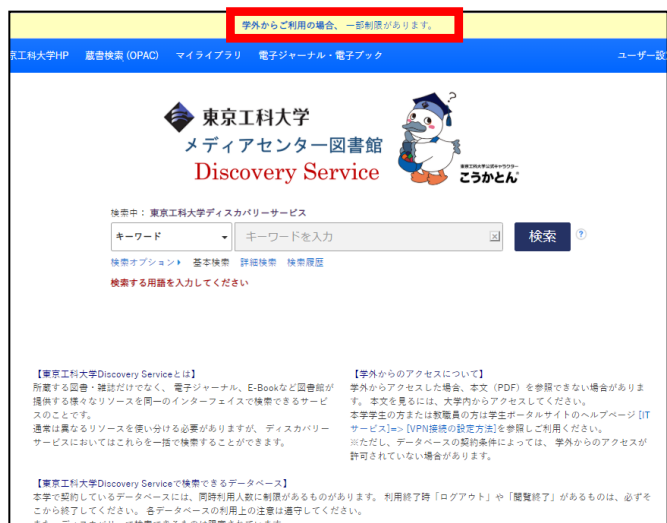 学外からご利用の場合、 一部制限があります。
京工科大学HP 蔵書検索 (OPAC) マイライブラリ 電子ジャーナル・電子ブック ユーザー設
東京工科大学
メディアセンター図書館
Discovery Service
?
東京工科大学公式キャラクター
こうかとん
検索中： 東京工科大学ディスカバリーサービス
キーワード キーワードを入力 検索 ?
検索オプション 基本検索 詳細検索 検索履歴
検索する用語を入力してください
【東京工科大学Discovery Serviceとは】
所蔵する図書・雑誌だけでなく、 電子ジャーナル、E-Bookなど図書館が
提供する様々なリソースを同一のインターフェイスで検索できるサービ
スのことです。
通常は異なるリソースを使い分ける必要がありますが、 ディスカバリー
サービスにおいてはこれらを一括で検索することができます。
【学外からのアクセスについて】
学外からアクセスした場合、本文（PDF）を参照できない場合がありま
す。 本文を見るには、大学内からアクセスしてください。
本学学生の方または教職員の方は学生ポータルサイトのヘルプページ [IT
サービス]=> [VPN接続の設定方法]を参照しご利用ください。
※ただし、データベースの契約条件によっては、 学外からのアクセスが
許可されていない場合があります。
【東京工科大学Discovery Serviceで検索できるデータベース】
本学で契約しているデータベースには、同時利用人数に制限があるものがあります。 利用終了時「ログアウト」や「閲覧終了」があるものは、必ずそ
こから終了してください。 各データベースの利用上の注意は遵守してください。